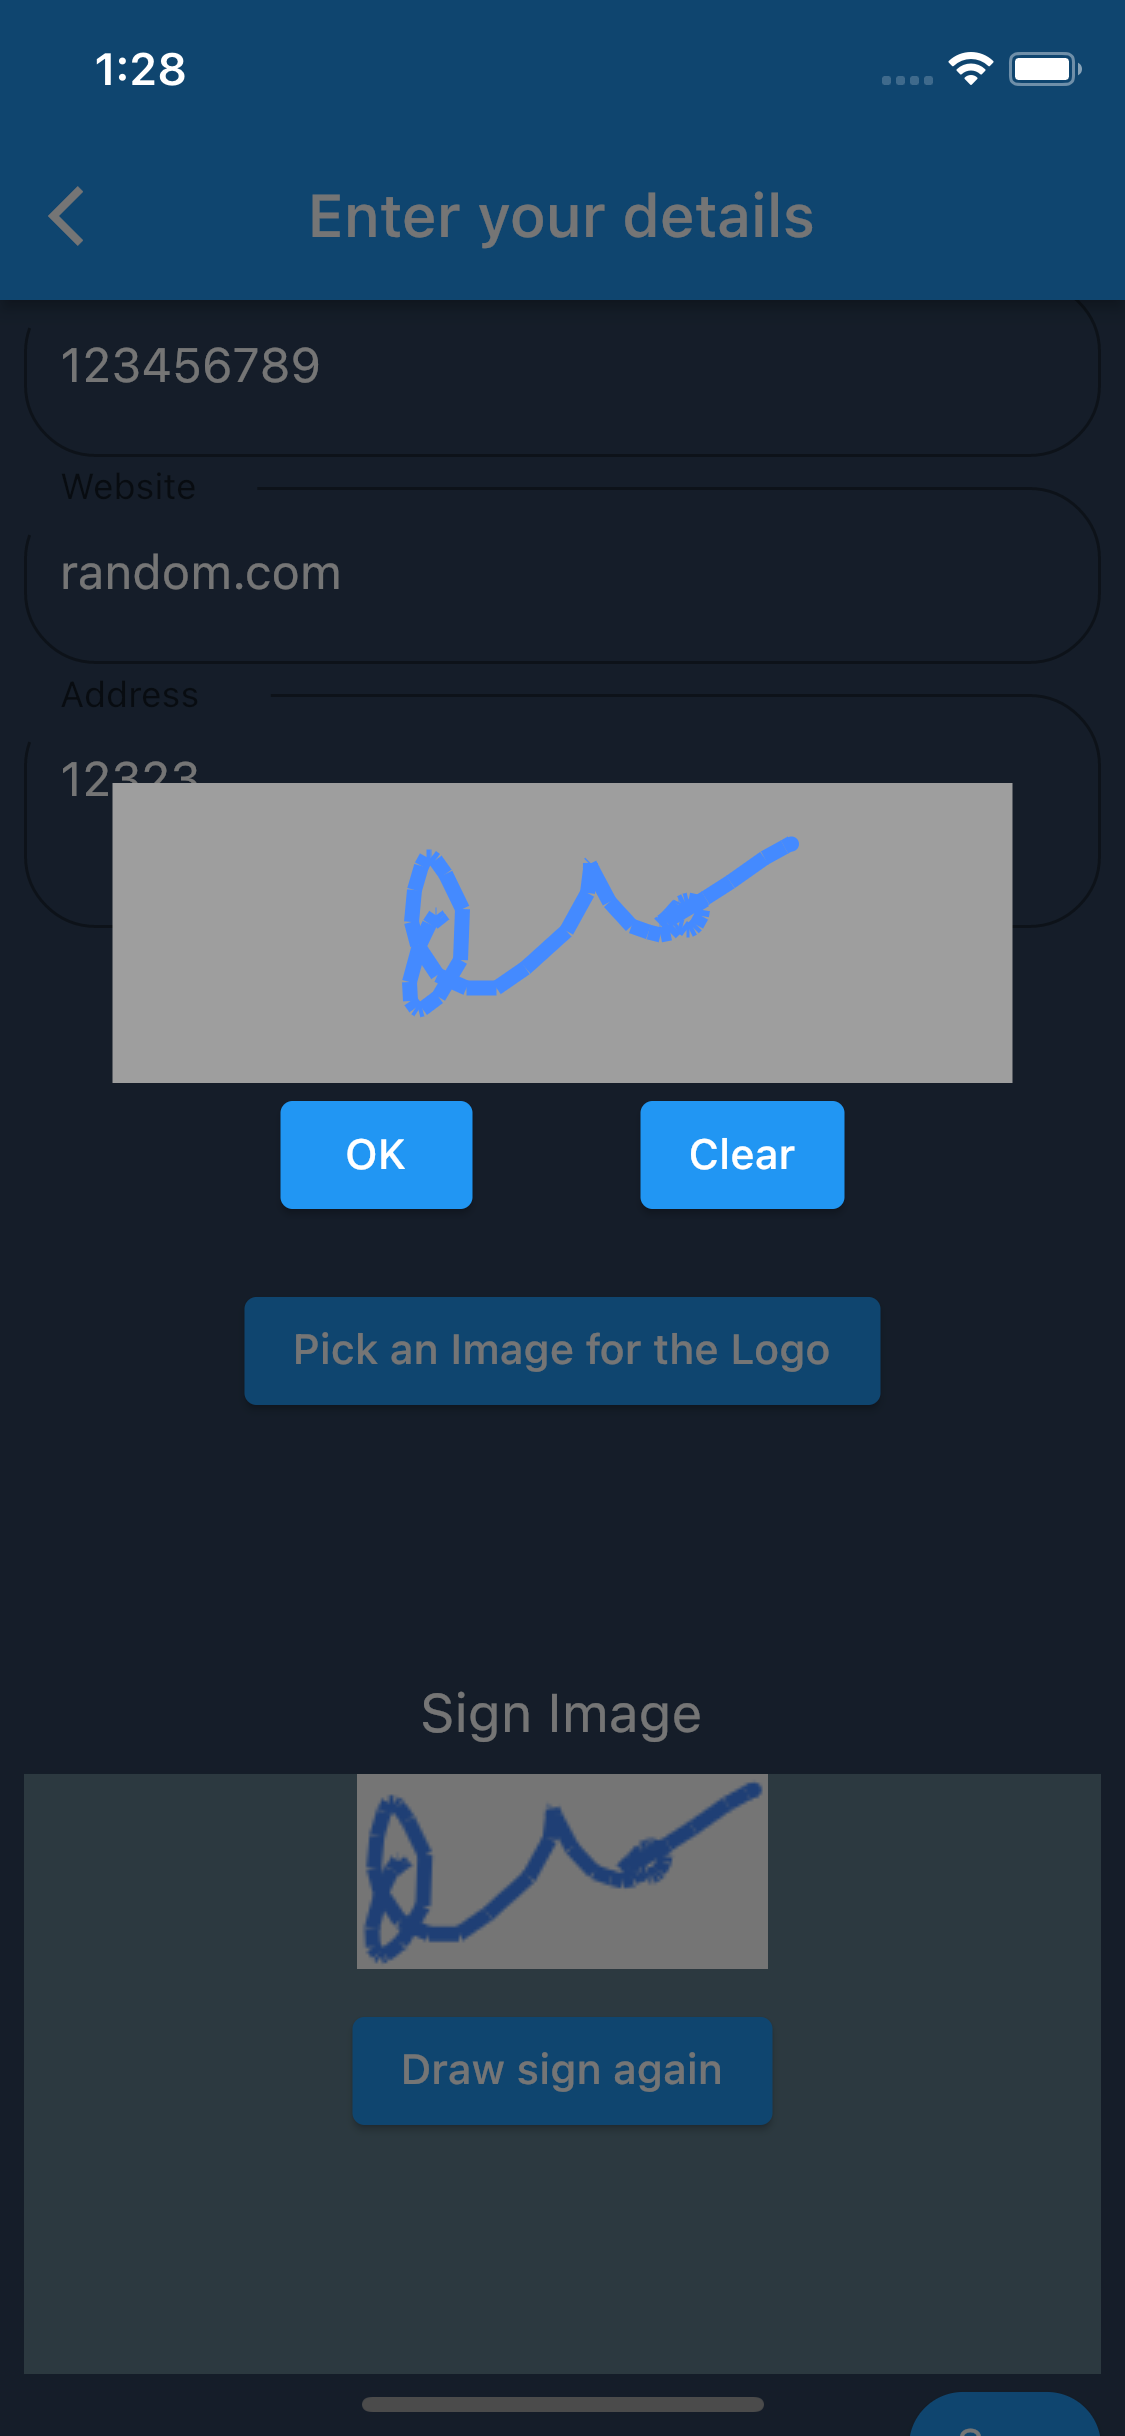 1:28
Enter your details
123456789
Website
random.com
Address
12323
OK
Clear
Pick an Image for the Logo
Sign Image
Draw sign again